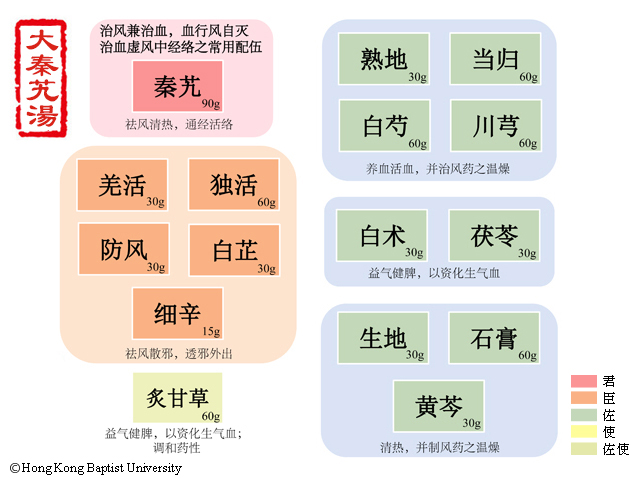 大秦艽湯
治风兼治血，血行风自灭
治血虚风中经络之常用配伍
秦艽
90g
祛风清热，通经活络
羌活
30g
独活
60g
防风
30g
白芷
30g
细辛
15g
祛风散邪，透邪外出
炙甘草
60g
益气健脾，以资化生气血；
调和药性
熟地
30g
当归
60g
白芍
60g
川芎
60g
养血活血，并治风药之温燥
白术
30g
茯苓
30g
益气健脾，以资化生气血
生地
30g
石膏
60g
黄芩
30g
清热，并制风药之温燥
君
臣
佐
使
佐使
©Hong Kong Baptist University